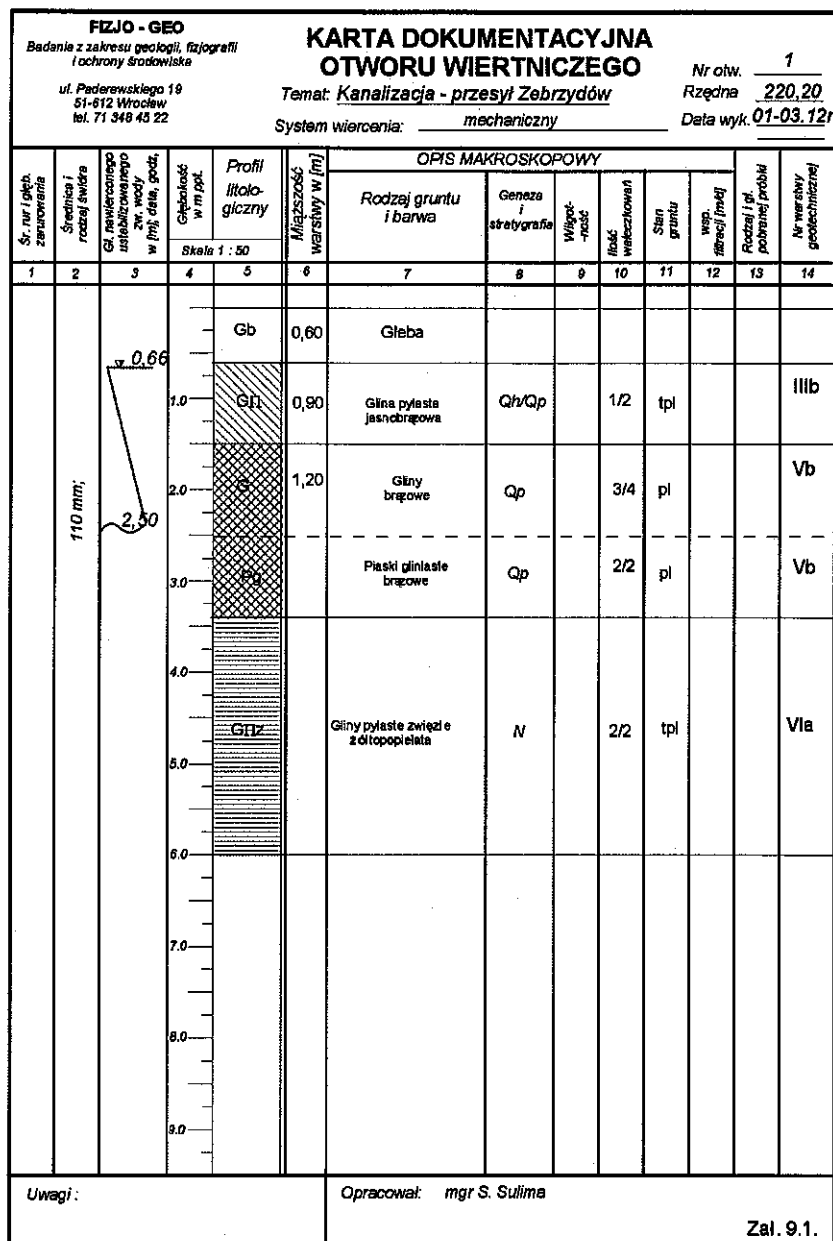 FIZJO - GEO
Badania z zakresu geologii, fizjografii
i ochrony środowiska
ul. Paderewskiego 19
51-612 Wrocław
tel. 71 348 45 22
KARTA DOKUMENTACYJNA
OTWORU WIERTNICZEGO
Temat: Kanalizacja - przesył Zebrzydów
System wiercenia: mechaniczny
Nr otw. 1
Rzędna 220,20
Data wyk. 01-03.12r
Śr. rur i głęb. zarurowania
Średnica i rodzaj świdra
Gł. nawierconego ustabilizowanego zw. wody w [m], data, godz,
Głębokość w m ppt.
Profil litolo- giczny
Skala 1 : 50
Miąższość warstwy w [m]
OPIS MAKROSKOPOWY
Rodzaj gruntu i barwa
Geneza i stratygrafia
Wilgot- -ność
Ilość wałeczkowań
Stan gruntu
wsp. filtracji [m/d]
Rodzaj i gł. pobranej próbki
Nr warstwy geotechnicznej
1 2 3 4 5 6 7 8 9 10 11 12 13 14
Gb 0,60 Gleba
0,66
1.0 GΠ 0,90 Glina pylasta jasnobrązowa Qh/Qp 1/2 tpl IIIb
110 mm;
2.0 G 1,20 Gliny brązowe Qp 3/4 pl Vb
2,50
3.0 Pg Piaski gliniaste brązowe Qp 2/2 pl Vb
4.0
GΠz Gliny pylaste zwięzłe żółtopopielata N 2/2 tpl VIa
5.0
6.0
7.0
8.0
9.0
Uwagi :
Opracował: mgr S. Sulima
Zał. 9.1.